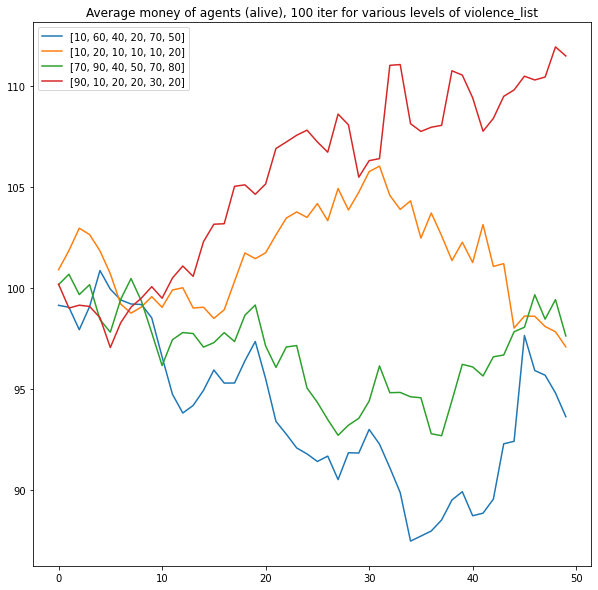 Average money of agents (alive), 100 iter for various levels of violence_list
[10, 60, 40, 20, 70, 50]
[10, 20, 10, 10, 10, 20]
[70, 90, 40, 50, 70, 80]
[90, 10, 20, 20, 30, 20]
110
105
100
95
90
0 10 20 30 40 50